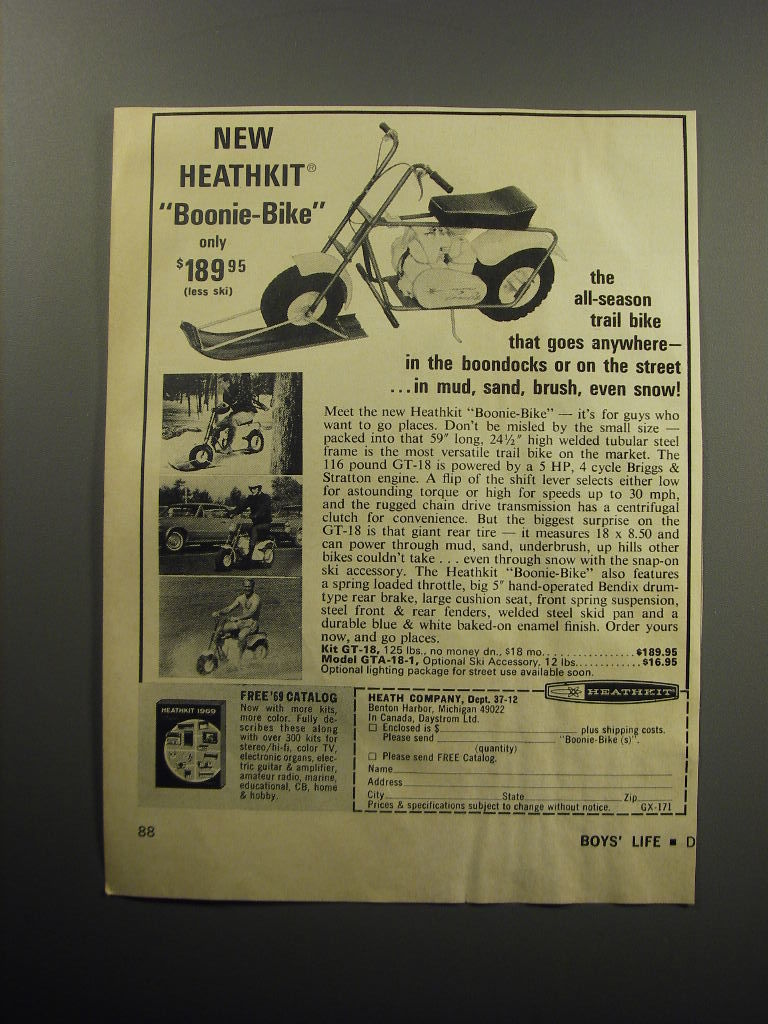 NEW
HEATHKIT®
"Boonie-Bike"
only
$189 95
(less ski)
the
all-season
trail bike
that goes anywhere—
in the boondocks or on the street
...in mud, sand, brush, even snow!
Meet the new Heathkit "Boonie-Bike" — it's for guys who
want to go places. Don't be misled by the small size —
packed into that 59" long, 24½" high welded tubular steel
frame is the most versatile trail bike on the market. The
116 pound GT-18 is powered by a 5 HP, 4 cycle Briggs &
Stratton engine. A flip of the shift lever selects either low
for astounding torque or high for speeds up to 30 mph,
and the rugged chain drive transmission has a centrifugal
clutch for convenience. But the biggest surprise on the
GT-18 is that giant rear tire — it measures 18 x 8.50 and
can power through mud, sand, underbrush, up hills other
bikes couldn't take . . . even through snow with the snap-on
ski accessory. The Heathkit "Boonie-Bike" also features
a spring loaded throttle, big 5" hand-operated Bendix drum-
type rear brake, large cushion seat, front spring suspension,
steel front & rear fenders, welded steel skid pan and a
durable blue & white baked-on enamel finish. Order yours
now, and go places.
Kit GT-18, 125 lbs., no money dn., $18 mo.................$189.95
Model GTA-18-1, Optional Ski Accessory, 12 lbs............$16.95
Optional lighting package for street use available soon.
HEATHKIT 1969
FREE '69 CATALOG
Now with more kits,
more color. Fully de-
scribes these along
with over 300 kits for
stereo/hi-fi, color TV,
electronic organs, elec-
tric guitar & amplifier,
amateur radio, marine,
educational, CB, home
& hobby.
HEATHKIT
HEATH COMPANY, Dept. 37-12
Benton Harbor, Michigan 49022
In Canada, Daystrom Ltd.
□ Enclosed is $____________ plus shipping costs.
Please send____________"Boonie-Bike (s)".
(quantity)
□ Please send FREE Catalog.
Name____________
Address____________
City____________State____________Zip____________
Prices & specifications subject to change without notice. GX-171
88
BOYS' LIFE ■ D